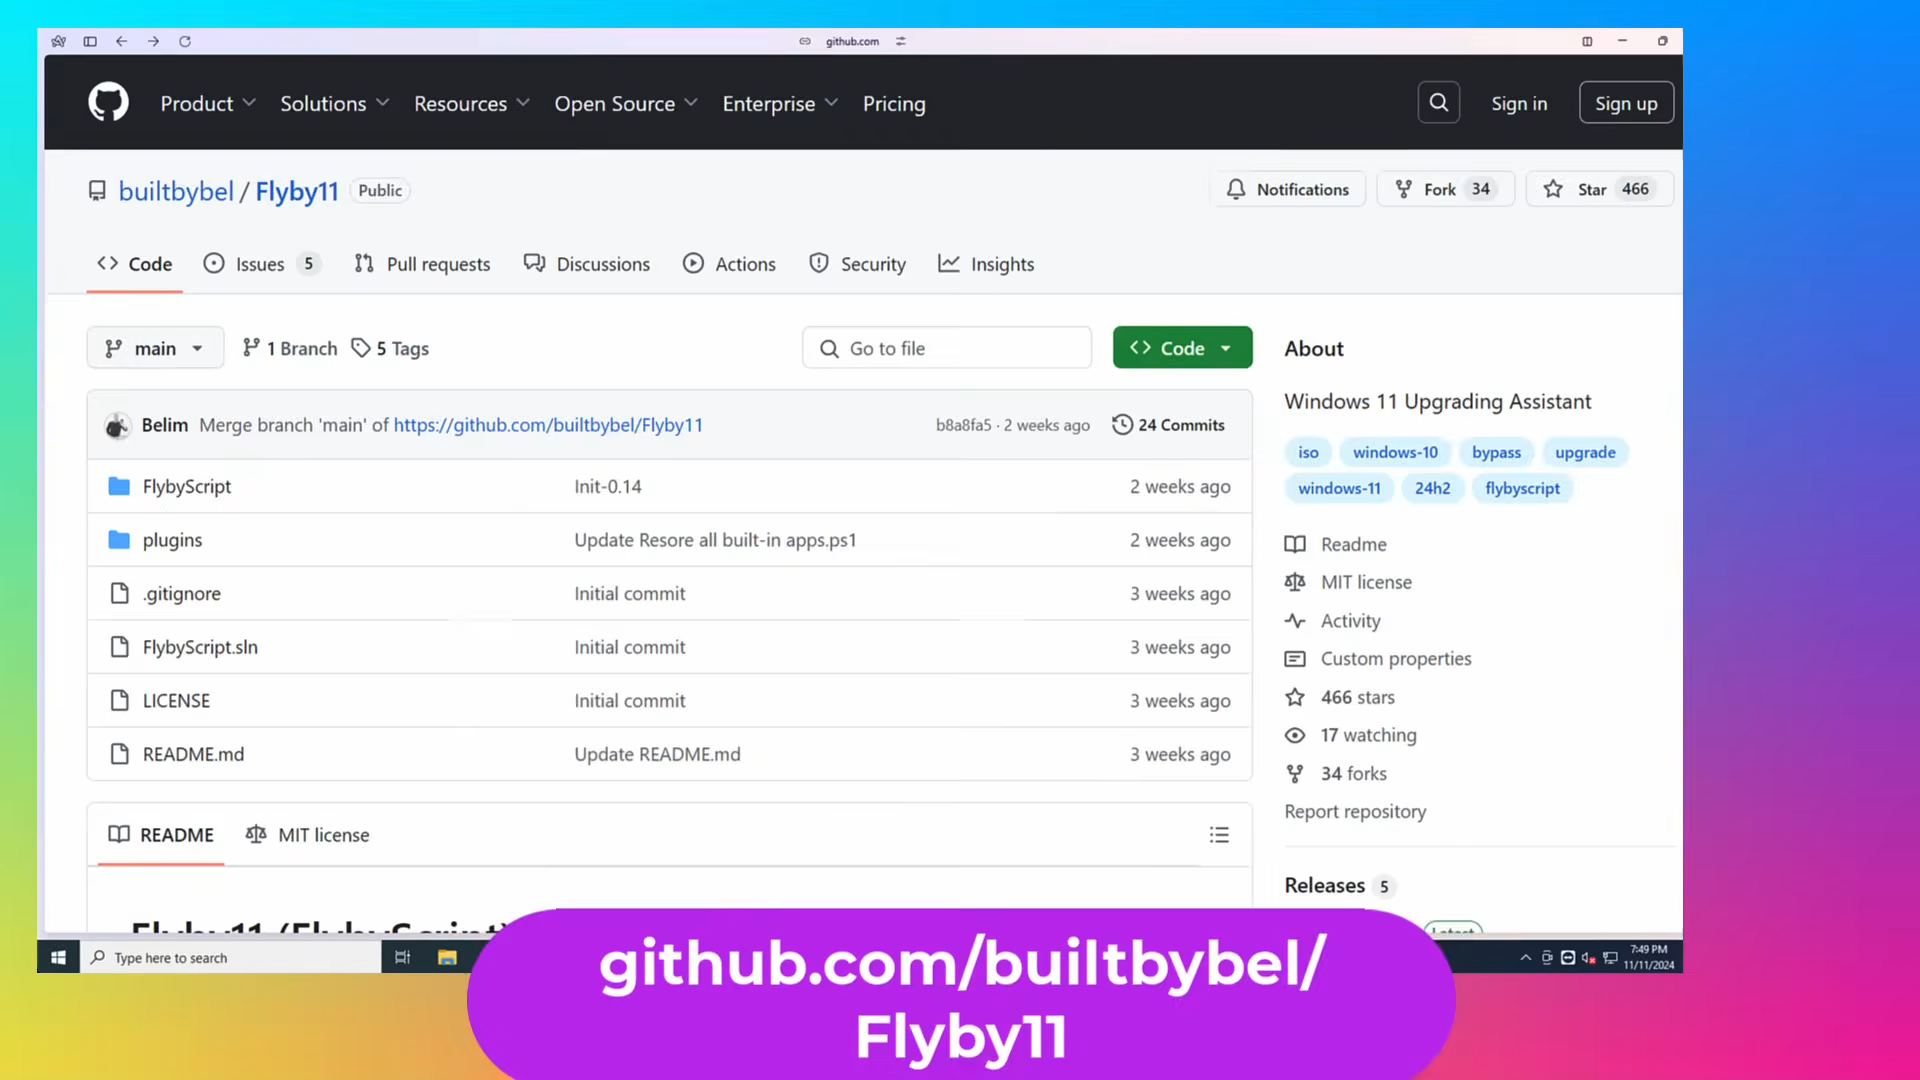 github.com
Product
Solutions
Resources
Open Source
Enterprise
Pricing
Sign in
Sign up
builtbybel / Flyby11
Public
Notifications
Fork 34
Star 466
Code
Issues 5
Pull requests
Discussions
Actions
Security
Insights
main
1 Branch
5 Tags
Go to file
Code
Belim Merge branch 'main' of https://github.com/builtbybel/Flyby11
b8a8fa5 · 2 weeks ago
24 Commits
FlybyScript Init-0.14 2 weeks ago
plugins Update Resore all built-in apps.ps1 2 weeks ago
.gitignore Initial commit 3 weeks ago
FlybyScript.sln Initial commit 3 weeks ago
LICENSE Initial commit 3 weeks ago
README.md Update README.md 3 weeks ago
README
MIT license
Flyby11 (FlybyScript)
About
Windows 11 Upgrading Assistant
iso windows-10 bypass upgrade
windows-11 24h2 flybyscript
Readme
MIT license
Activity
Custom properties
466 stars
17 watching
34 forks
Report repository
Releases 5
Latest
Type here to search
7:49 PM
11/11/2024
github.com/builtbybel/
Flyby11